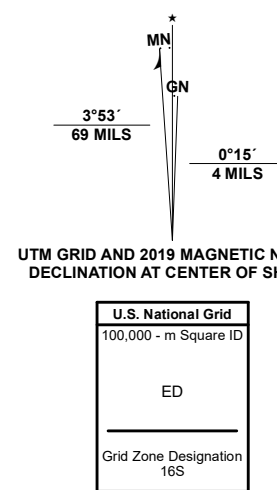 MN
GN
3°53´
69 MILS
0°15´
4 MILS
UTM GRID AND 2019 MAGNETIC
DECLINATION AT CENTER OF
U.S. National Grid
100,000 - m Square ID
ED
Grid Zone Designation
16S